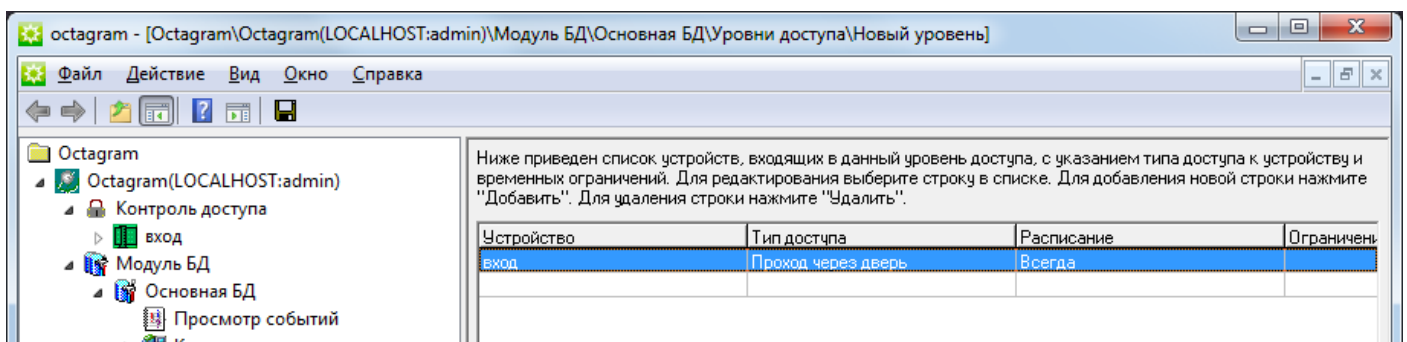 octagram - [Octagram\Octagram(LOCALHOST:admin)\Модуль БД\Основная БД\Уровни доступа\Новый уровень]
Файл Действие Вид Окно Справка
Octagram
Octagram(LOCALHOST:admin)
Контроль доступа
вход
Модуль БД
Основная БД
Просмотр событий
Ниже приведен список устройств, входящих в данный уровень доступа, с указанием типа доступа к устройству и
временных ограничений. Для редактирования выберите строку в списке. Для добавления новой строки нажмите
"Добавить". Для удаления строки нажмите "Удалить".
Устройство Тип доступа Расписание Ограничени
вход Проход через дверь Всегда